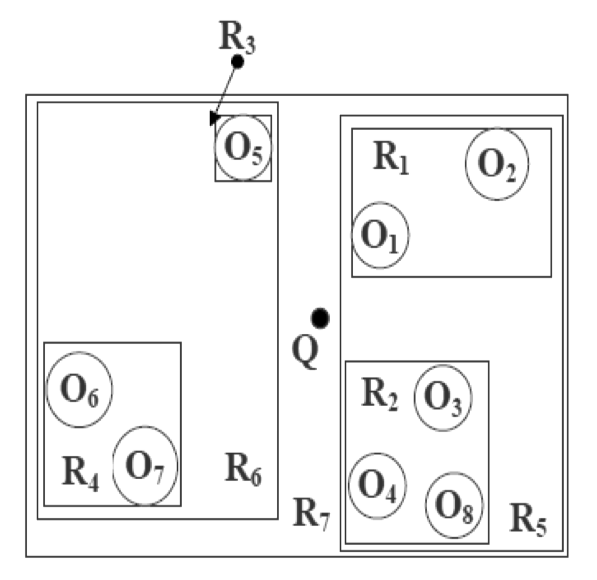 R₃
O₅
R₁
O₂
O₁
Q
O₆
R₂
O₃
R₄
O₇
R₆
O₄
O₈
R₇
R₅